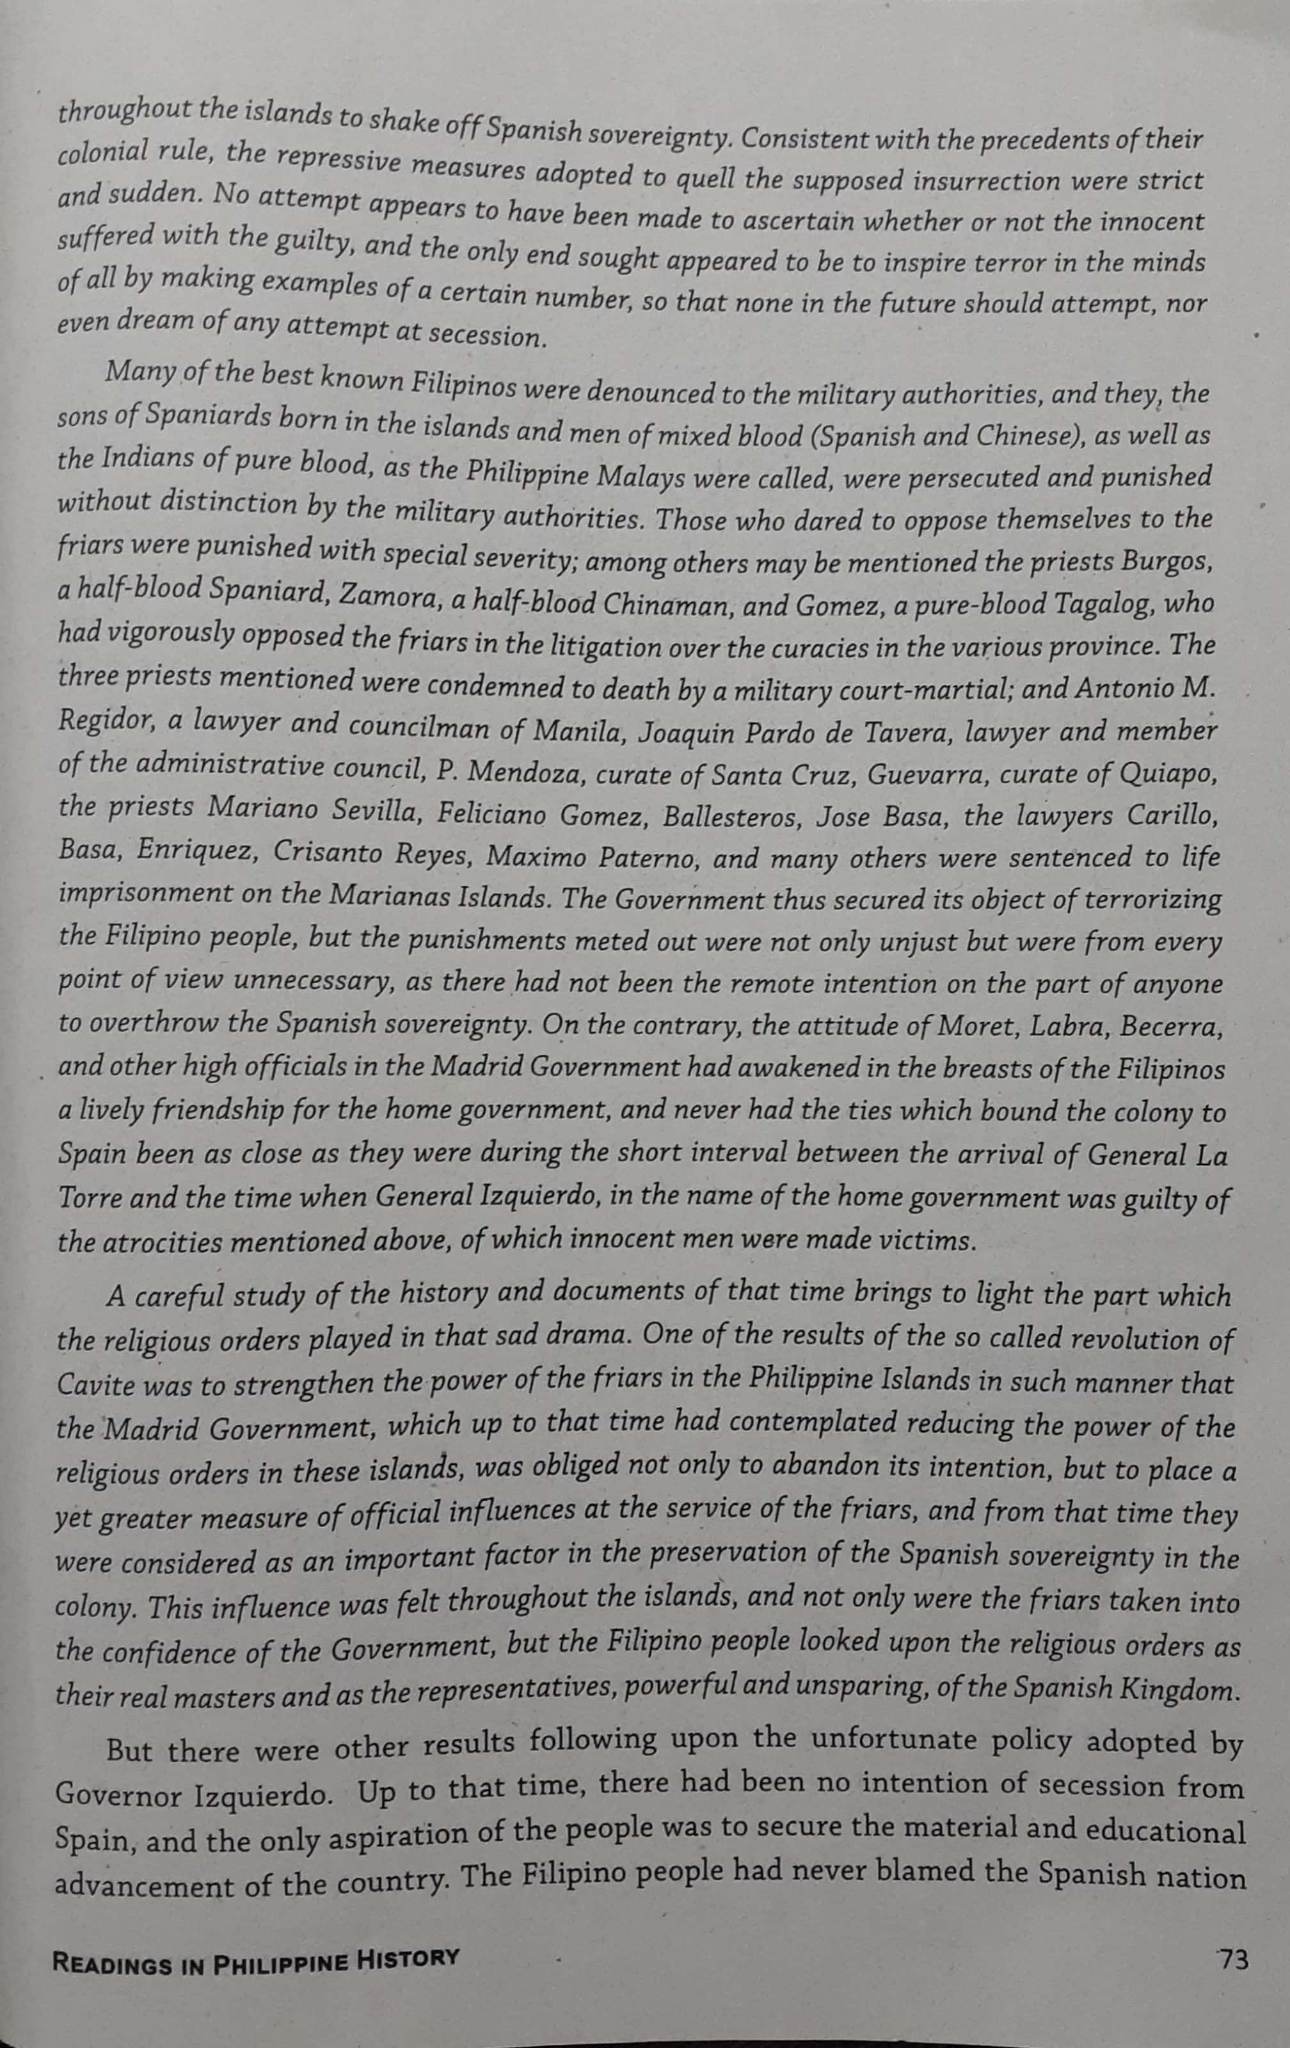 throughout the islands to shake off Spanish sovereignty. Consistent with the precedents of their
colonial rule, the repressive measures adopted to quell the supposed insurrection were strict
and sudden. No attempt appears to have been made to ascertain whether or not the innocent
suffered with the guilty, and the only end sought appeared to be to inspire terror in the minds
of all by making examples of a certain number, so that none in the future should attempt, nor
even dream of any attempt at secession.
Many of the best known Filipinos were denounced to the military authorities, and they, the
sons of Spaniards born in the islands and men of mixed blood (Spanish and Chinese), as well as
the Indians of pure blood, as the Philippine Malays were called, were persecuted and punished
without distinction by the military authorities. Those who dared to oppose themselves to the
friars were punished with special severity; among others may be mentioned the priests Burgos,
a half-blood Spaniard, Zamora, a half-blood Chinaman, and Gomez, a pure-blood Tagalog, who
had vigorously opposed the friars in the litigation over the curacies in the various province. The
three priests mentioned were condemned to death by a military court-martial; and Antonio M.
Regidor, a lawyer and councilman of Manila, Joaquin Pardo de Tavera, lawyer and member
of the administrative council, P. Mendoza, curate of Santa Cruz, Guevarra, curate of Quiapo,
the priests Mariano Sevilla, Feliciano Gomez, Ballesteros, Jose Basa, the lawyers Carillo,
Basa, Enriquez, Crisanto Reyes, Maximo Paterno, and many others were sentenced to life
imprisonment on the Marianas Islands. The Government thus secured its object of terrorizing
the Filipino people, but the punishments meted out were not only unjust but were from every
point of view unnecessary, as there had not been the remote intention on the part of anyone
to overthrow the Spanish sovereignty. On the contrary, the attitude of Moret, Labra, Becerra,
and other high officials in the Madrid Government had awakened in the breasts of the Filipinos
a lively friendship for the home government, and never had the ties which bound the colony to
Spain been as close as they were during the short interval between the arrival of General La
Torre and the time when General Izquierdo, in the name of the home government was guilty of
the atrocities mentioned above, of which innocent men were made victims.
A careful study of the history and documents of that time brings to light the part which
the religious orders played in that sad drama. One of the results of the so called revolution of
Cavite was to strengthen the power of the friars in the Philippine Islands in such manner that
the Madrid Government, which up to that time had contemplated reducing the power of the
religious orders in these islands, was obliged not only to abandon its intention, but to place a
yet greater measure of official influences at the service of the friars, and from that time they
were considered as an important factor in the preservation of the Spanish sovereignty in the
colony. This influence was felt throughout the islands, and not only were the friars taken into
the confidence of the Government, but the Filipino people looked upon the religious orders as
their real masters and as the representatives, powerful and unsparing, of the Spanish Kingdom.
But there were other results following upon the unfortunate policy adopted by
Governor Izquierdo. Up to that time, there had been no intention of secession from
Spain, and the only aspiration of the people was to secure the material and educational
advancement of the country. The Filipino people had never blamed the Spanish nation
READINGS IN PHILIPPINE HISTORY 73